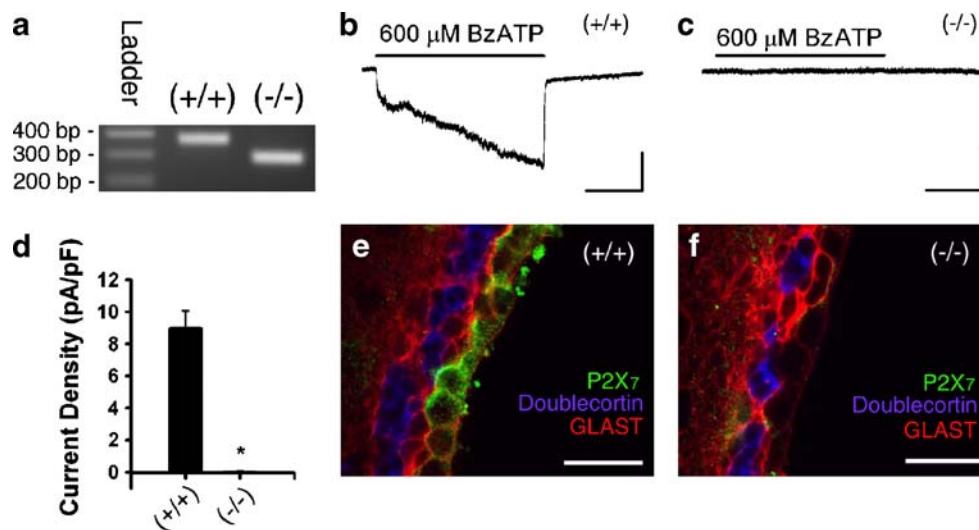 a
Ladder
(+/+)
(-/-)
400 bp -
300 bp -
200 bp -
b
600 µM BzATP
(+/+)
c
600 µM BzATP
(-/-)
d
Current Density (pA/pF)
12
10
8
6
4
2
0
*
(+/+)
(-/-)
e
(+/+)
P2X7
Doublecortin
GLAST
f
(-/-)
P2X7
Doublecortin
GLAST